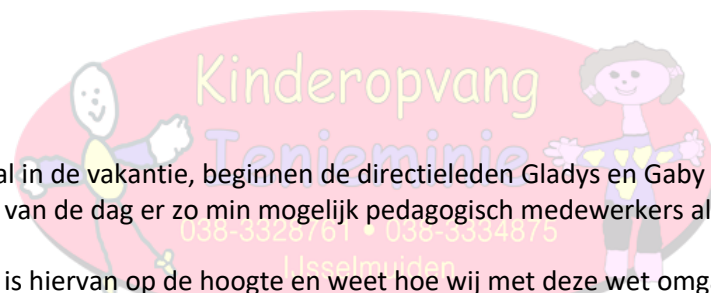 Kinderopvang
Tenieminie
al in de vakantie, beginnen de directieleden Gladys en Gaby
van de dag er zo min mogelijk pedagogisch medewerkers al
038-3328761 • 038-3334875
IJsselmuiden
is hiervan op de hoogte en weet hoe wij met deze wet omg